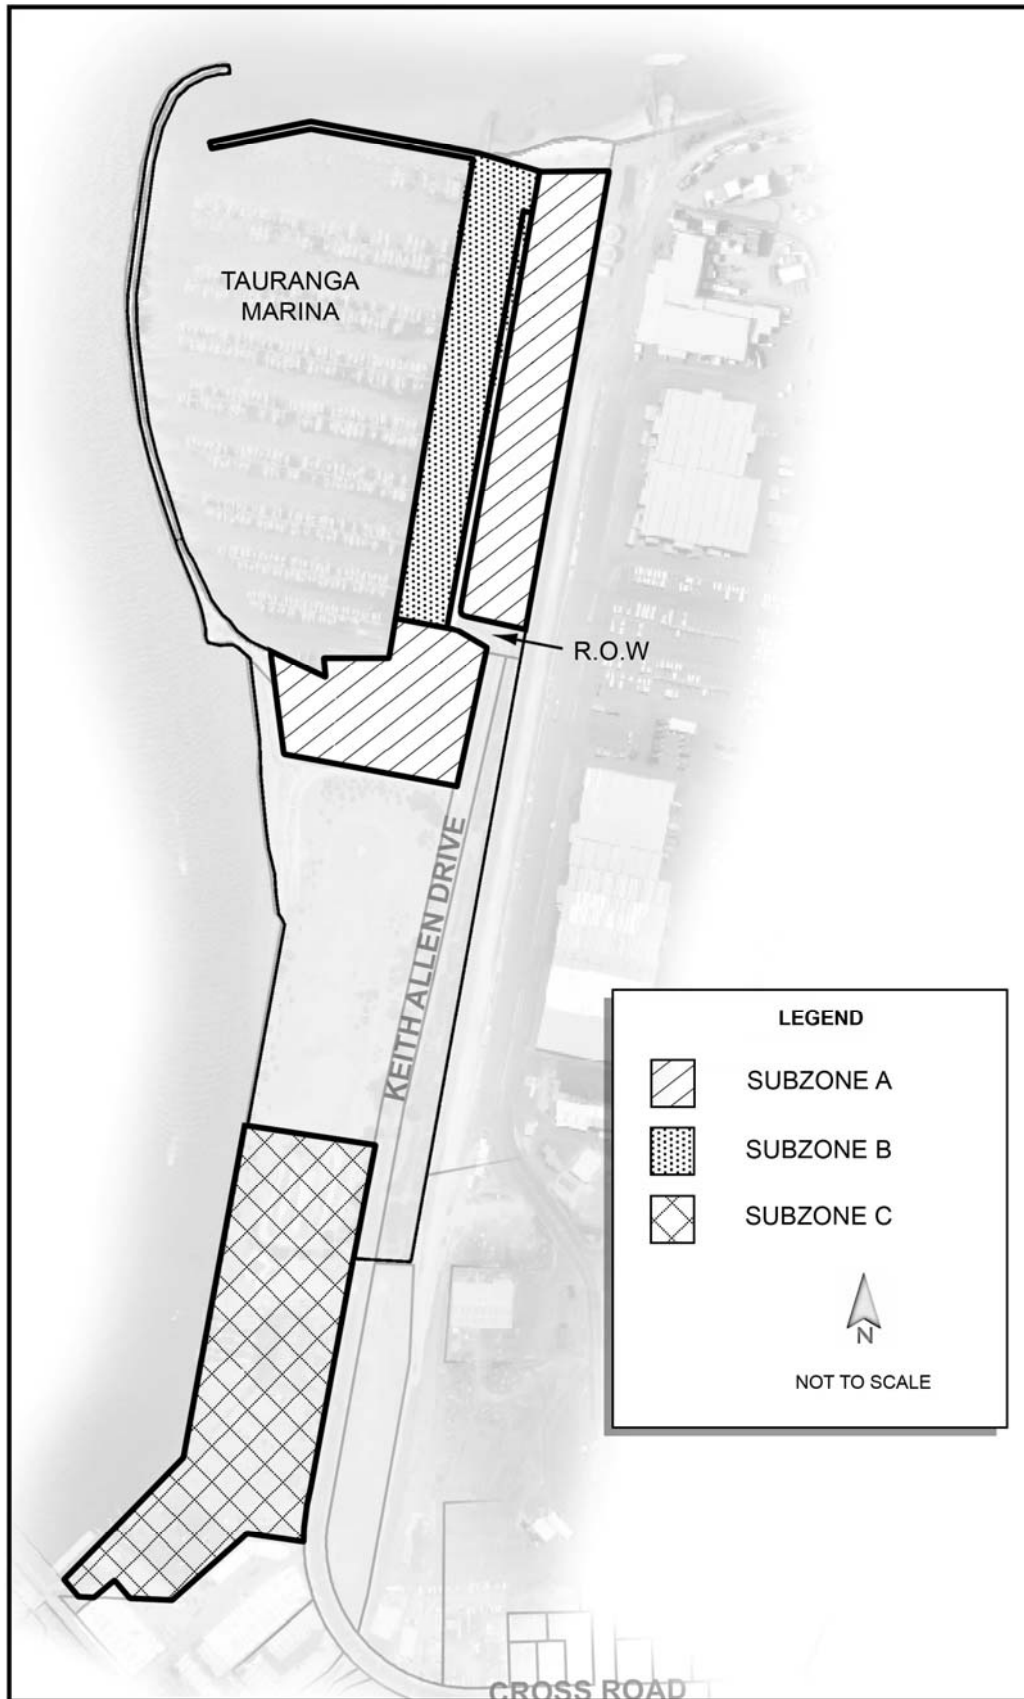 TAURANGA
MARINA
R.O.W
KEITH ALLEN DRIVE
LEGEND
SUBZONE A
SUBZONE B
SUBZONE C
N
NOT TO SCALE
CROSS ROAD